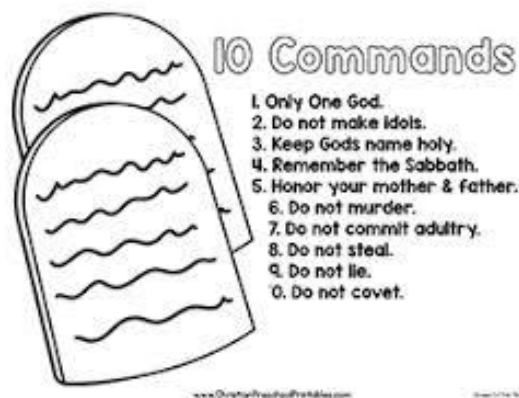 10 Commands
1. Only One God.
2. Do not make idols.
3. Keep Gods name holy.
4. Remember the Sabbath.
5. Honor your mother & father.
6. Do not murder.
7. Do not commit adultry.
8. Do not steal.
9. Do not lie.
10. Do not covet.
www.ChristianPreschoolPrintables.com